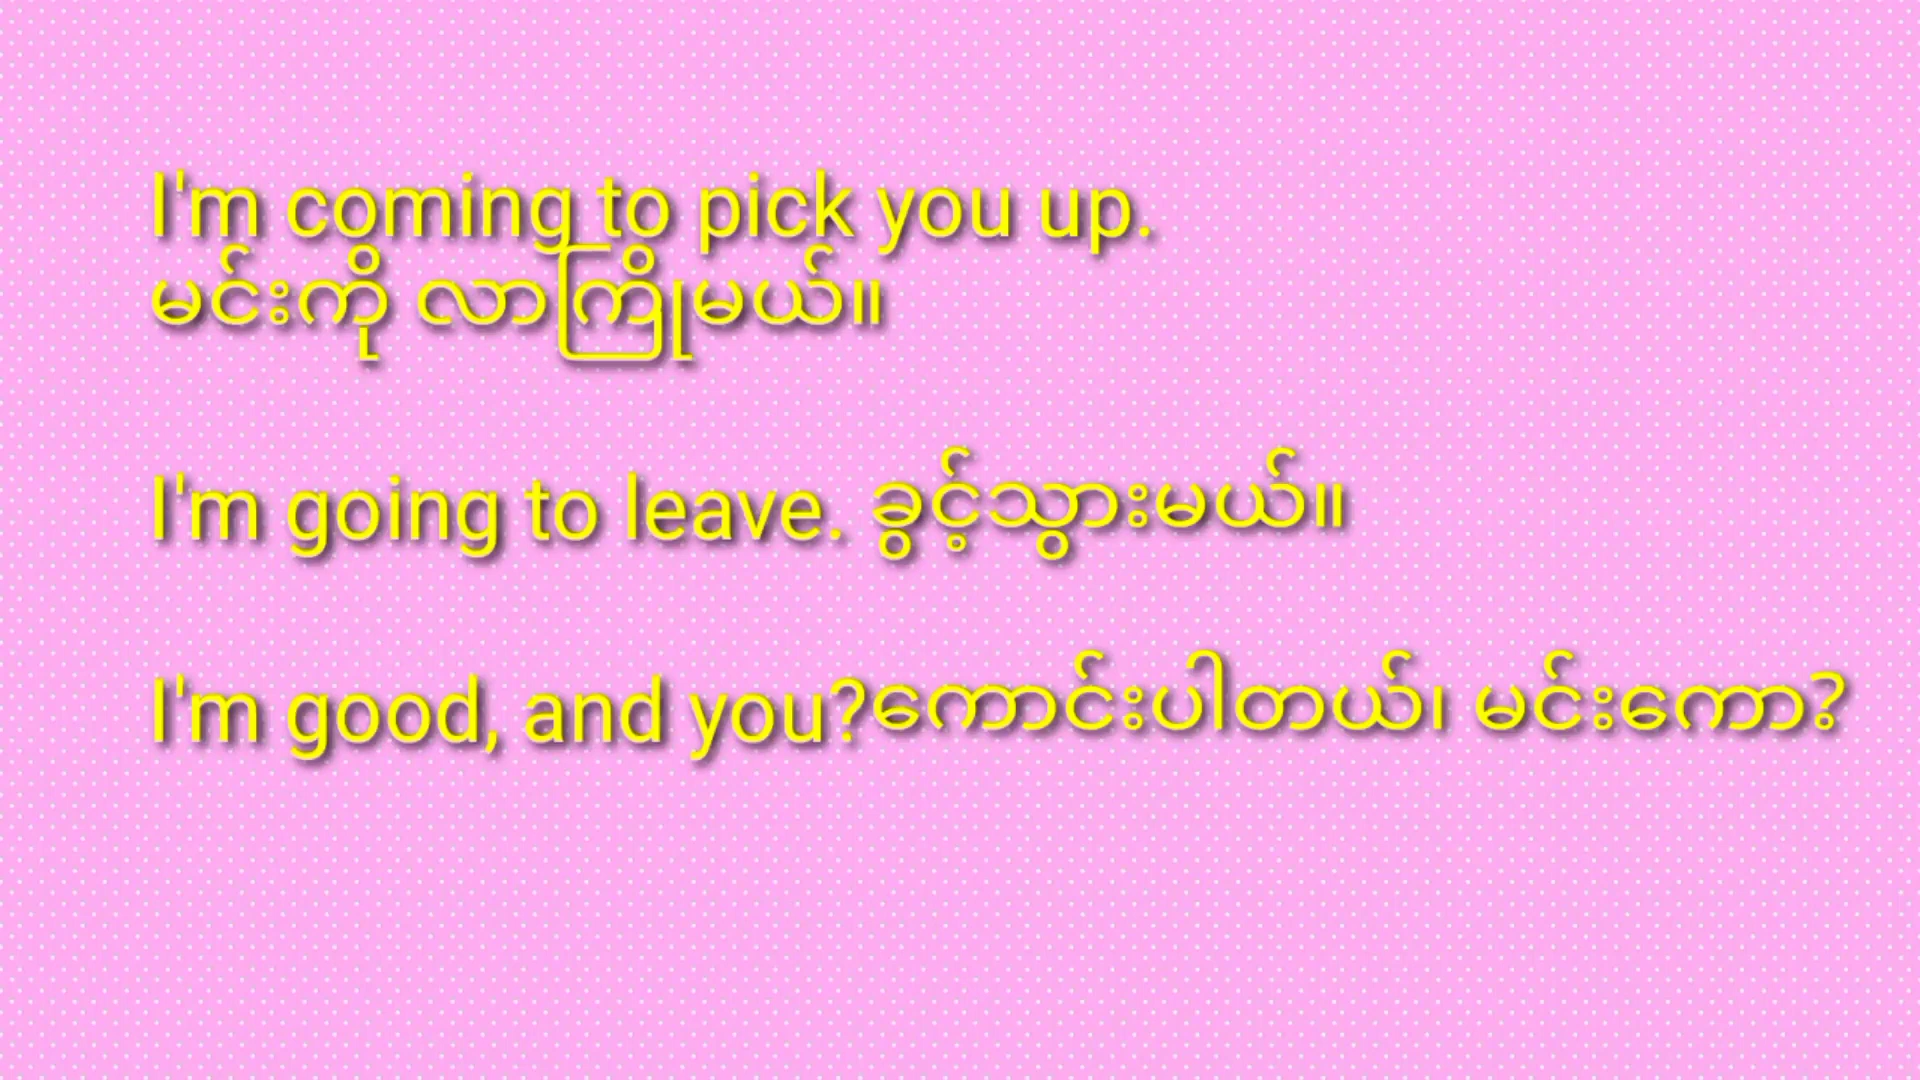 I'm coming to pick you up.
မင်းကို လာကြိုမယ်။
I'm going to leave. ခွင့်သွားမယ်။
I'm good, and you?ကောင်းပါတယ်၊ မင်းကော?